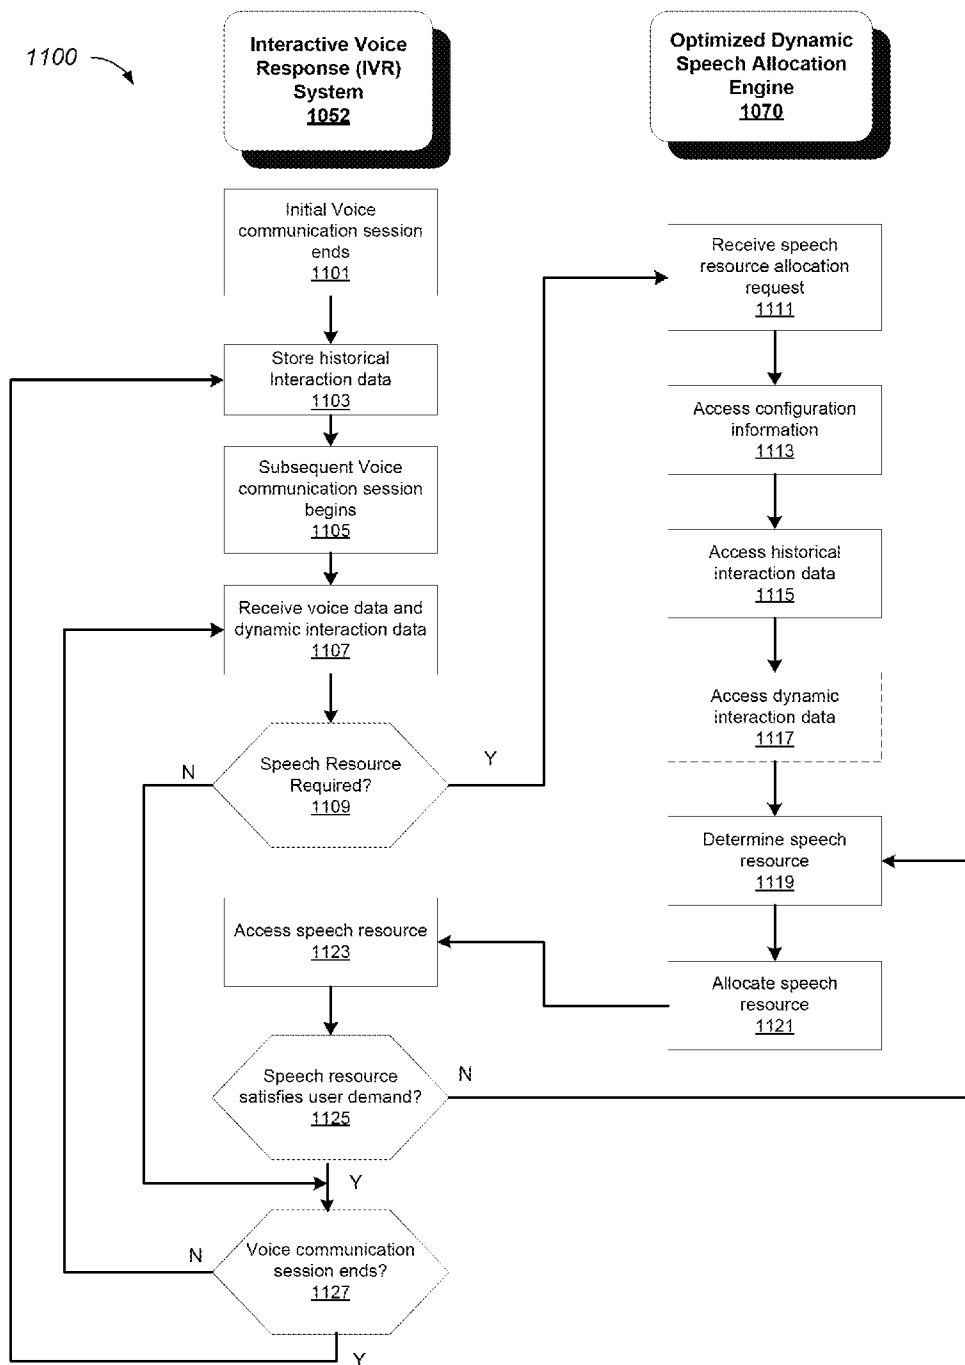 1100
Interactive Voice
Response (IVR)
System
1052
Optimized Dynamic
Speech Allocation
Engine
1070
Initial Voice
communication session
ends
1101
Store historical
Interaction data
1103
Subsequent Voice
communication session
begins
1105
Receive voice data and
dynamic interaction data
1107
N
Speech Resource
Required?
1109
Y
Receive speech
resource allocation
request
1111
Access configuration
information
1113
Access historical
interaction data
1115
Access dynamic
interaction data
1117
Determine speech
resource
1119
Allocate speech
resource
1121
Access speech resource
1123
Speech resource
satisfies user demand?
1125
N
Y
N
Voice communication
session ends?
1127
Y